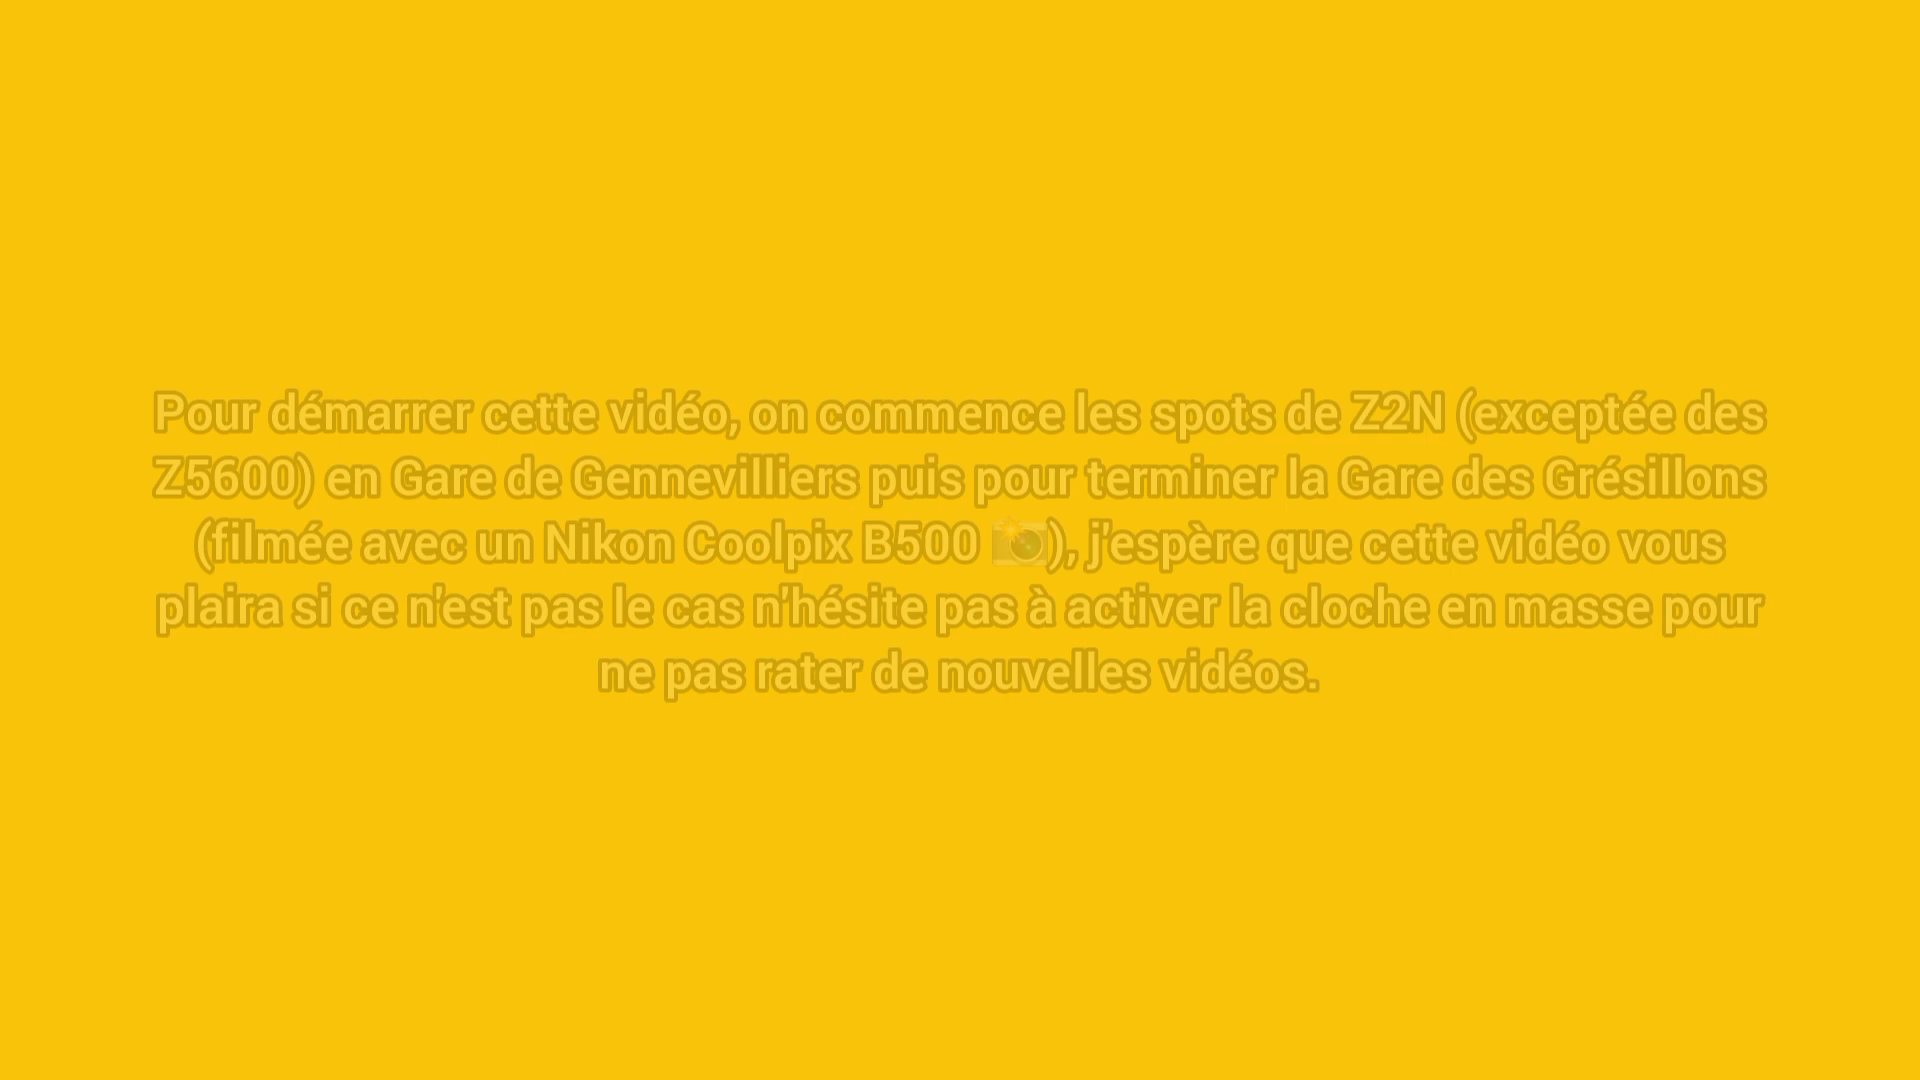 Pour démarrer cette vidéo, on commence les spots de Z2N (exceptée des
Z5600) en Gare de Gennevilliers puis pour terminer la Gare des Grésillons
(filmée avec un Nikon Coolpix B500 📸), j'espère que cette vidéo vous
plaira si ce n'est pas le cas n'hésite pas à activer la cloche en masse pour
ne pas rater de nouvelles vidéos.